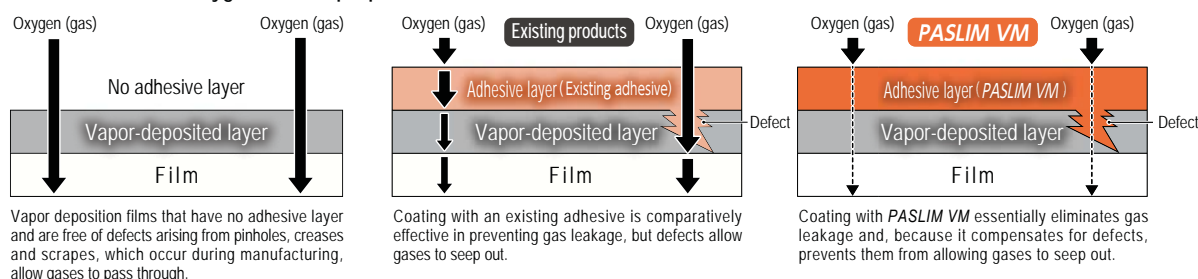 Oxygen (gas) Oxygen (gas)
No adhesive layer
Vapor-deposited layer
Film
Vapor deposition films that have no adhesive layer
and are free of defects arising from pinholes, creases
and scrapes, which occur during manufacturing,
allow gases to pass through.
Oxygen (gas) Existing products Oxygen (gas)
Adhesive layer (Existing adhesive)
Vapor-deposited layer
Defect
Film
Coating with an existing adhesive is comparatively
effective in preventing gas leakage, but defects allow
gases to seep out.
Oxygen (gas) PASLIM VM Oxygen (gas)
Adhesive layer (PASLIM VM)
Vapor-deposited layer
Defect
Film
Coating with PASLIM VM essentially eliminates gas
leakage and, because it compensates for defects,
prevents them from allowing gases to seep out.